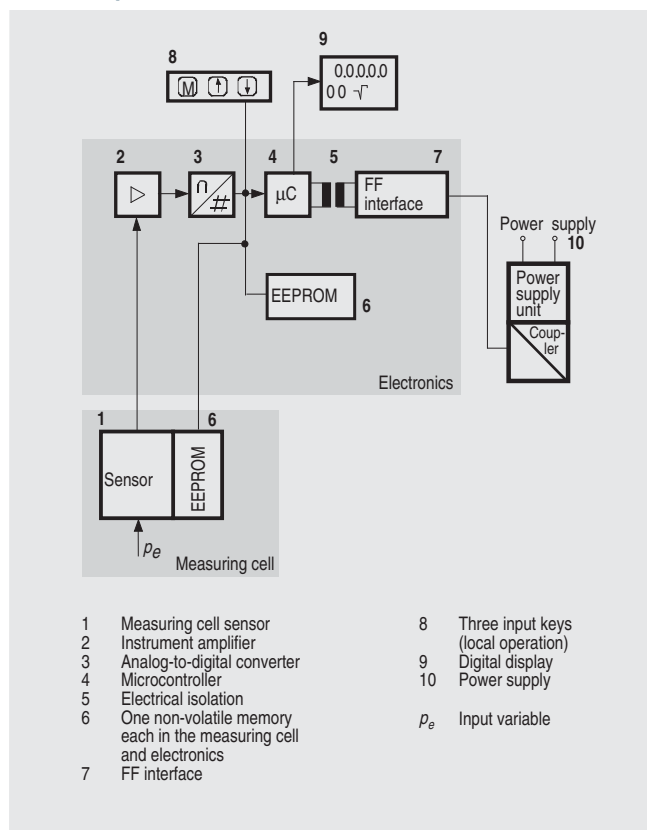 8
9
M ↑ ↓
0.0.0.0.0
0 0 √
2
3
4
5
7
∩/#
µC
FF
interface
Power supply
10
Power
supply
unit
Coup-
ler
EEPROM
6
Electronics
1
6
Sensor
EEPROM
pe
Measuring cell
1 Measuring cell sensor
2 Instrument amplifier
3 Analog-to-digital converter
4 Microcontroller
5 Electrical isolation
6 One non-volatile memory
each in the measuring cell
and electronics
7 FF interface
8 Three input keys
(local operation)
9 Digital display
10 Power supply
pe Input variable